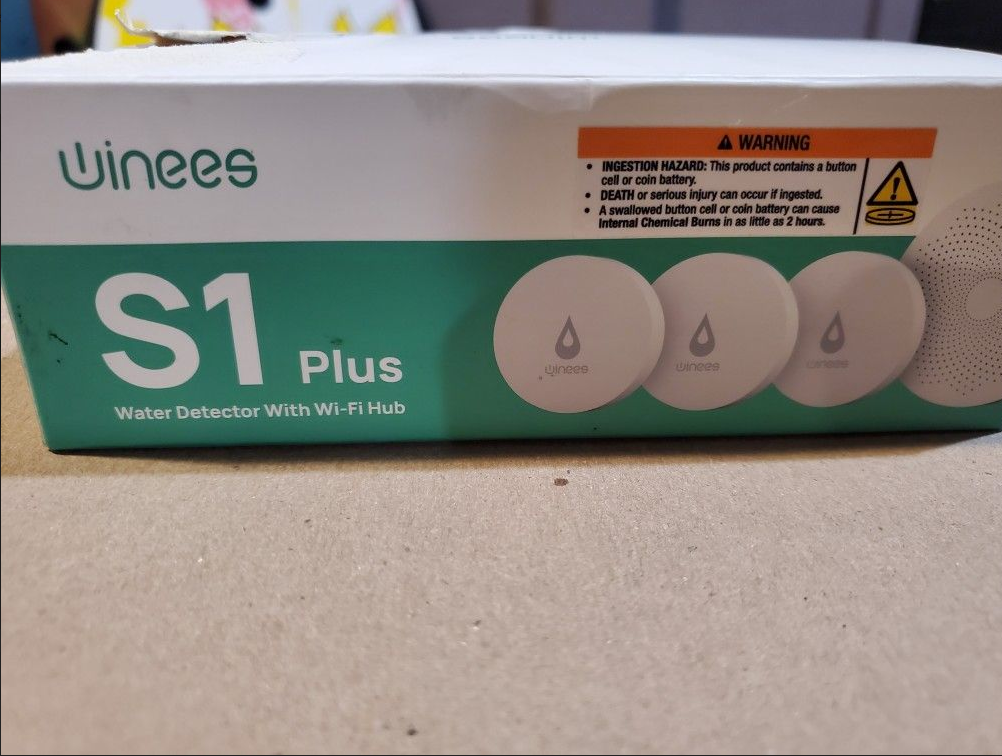 winees
WARNING
• INGESTION HAZARD: This product contains a button
cell or coin battery.
• DEATH or serious injury can occur if ingested.
• A swallowed button cell or coin battery can cause
Internal Chemical Burns in as little as 2 hours.
S1 Plus
Water Detector With Wi-Fi Hub
winees
winees
winees